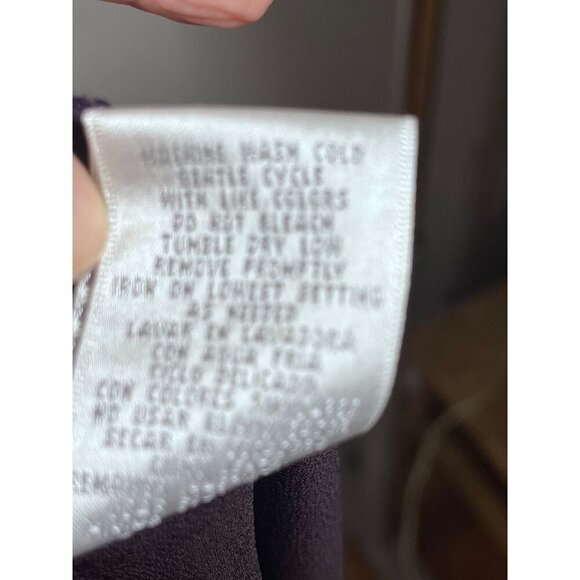 MACHINE WASH COLD
GENTLE CYCLE
WITH LIKE COLORS
DO NOT BLEACH
TUMBLE DRY LOW
REMOVE PROMPTLY
IRON ON LOWEST SETTING
AS NEEDED
LAVAR EN LAVADORA
CON AGUA FRIA
CICLO DELICADO
CON COLORES
NO USAR
SECAR